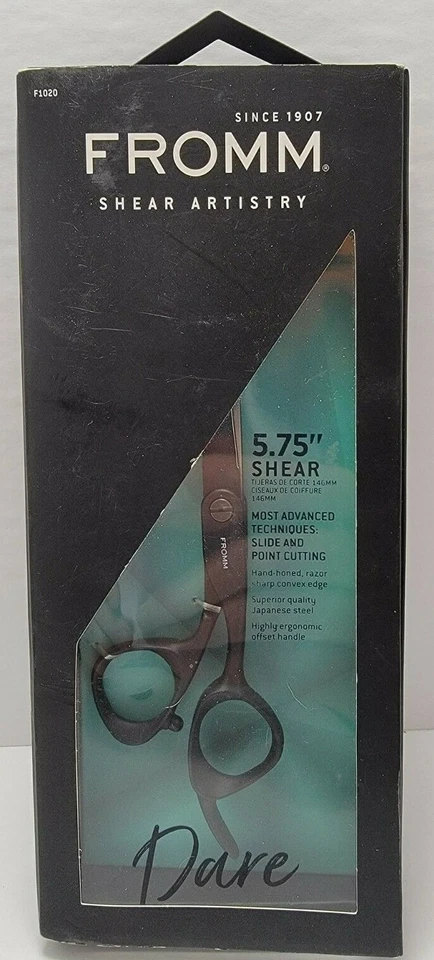 F1020
SINCE 1907
FROMM®
SHEAR ARTISTRY
5.75"
SHEAR
TIJERAS DE CORTE 146MM
CISEAUX DE COIFFURE
146MM
MOST ADVANCED
TECHNIQUES:
SLIDE AND
POINT CUTTING
Hand-honed, razor
sharp convex edge
Superior quality
Japanese steel
Highly ergonomic
offset handle
FROMM
Dare